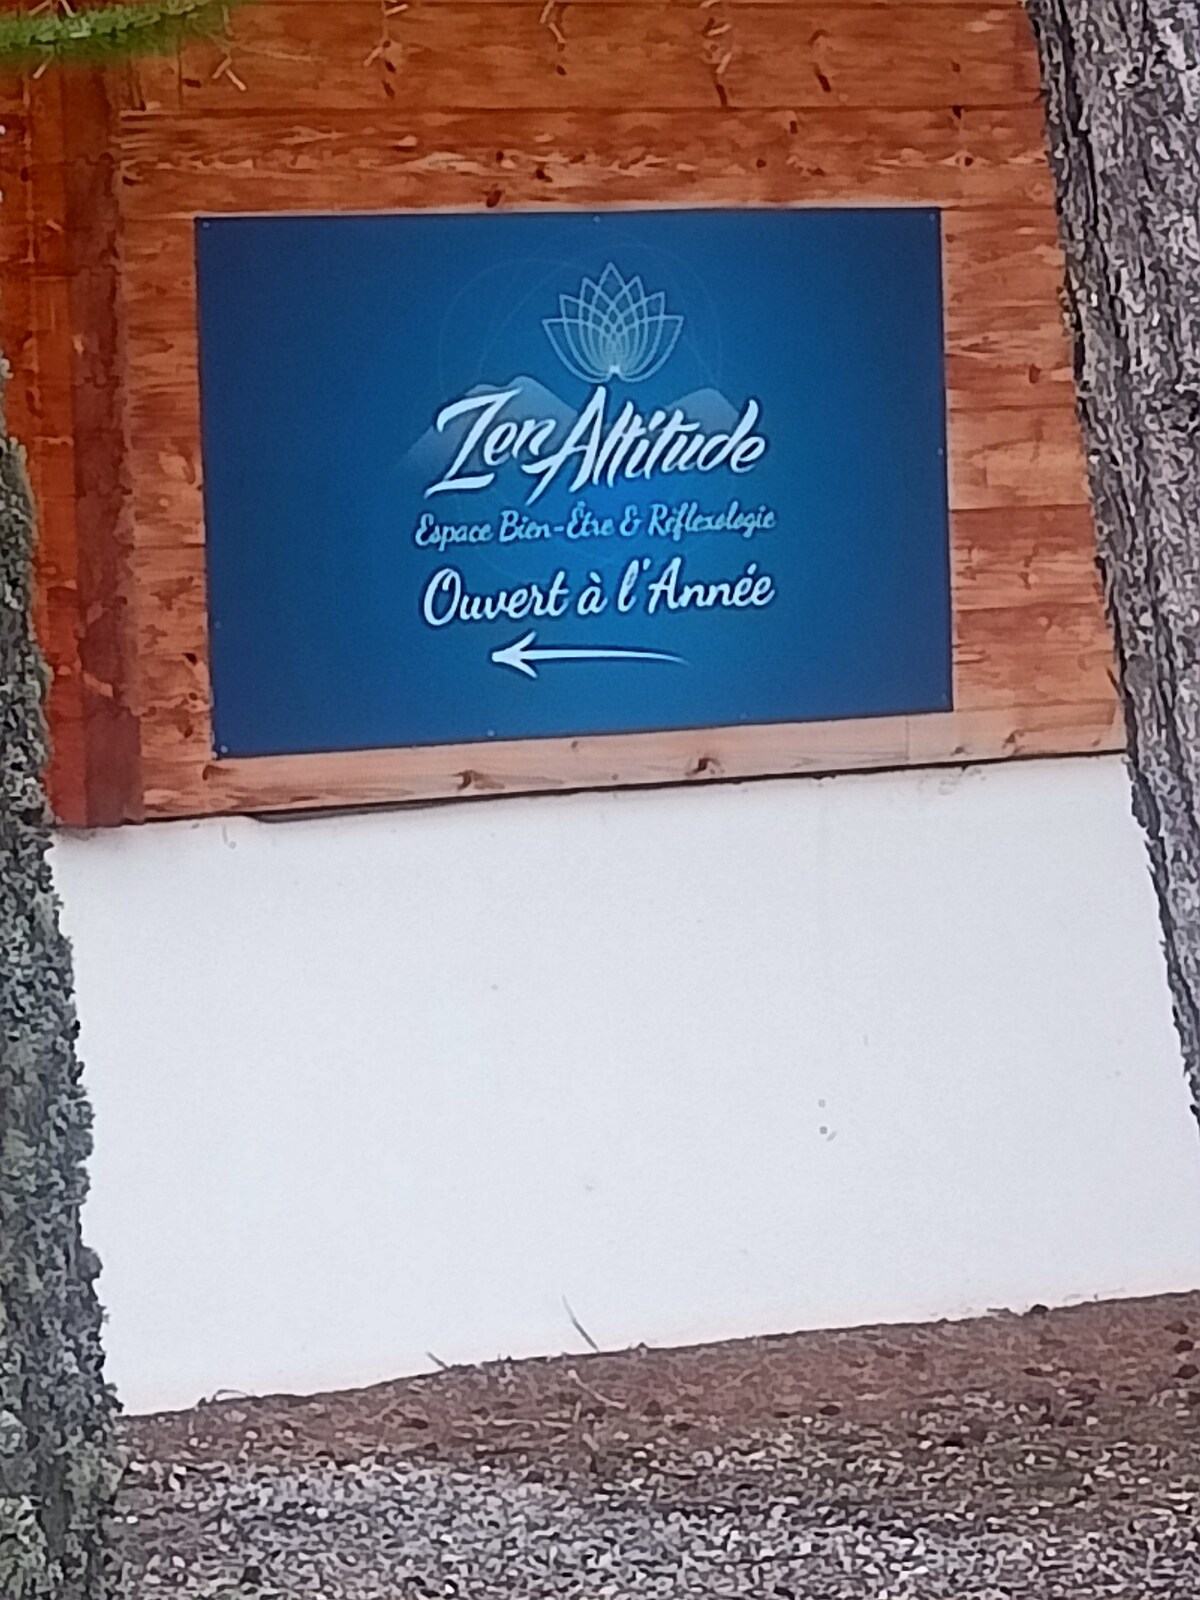 Zen Altitude
Espace Bien-Être & Réflexologie
Ouvert à l'Année